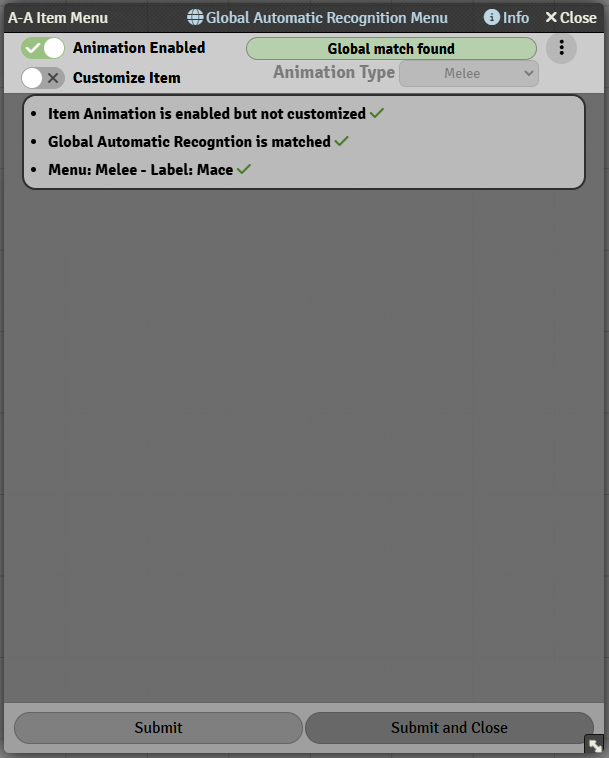 A-A Item Menu Global Automatic Recognition Menu Info Close
Animation Enabled Global match found
Customize Item Animation Type Melee
Item Animation is enabled but not customized
Global Automatic Recogntion is matched
Menu: Melee - Label: Mace
Submit Submit and Close